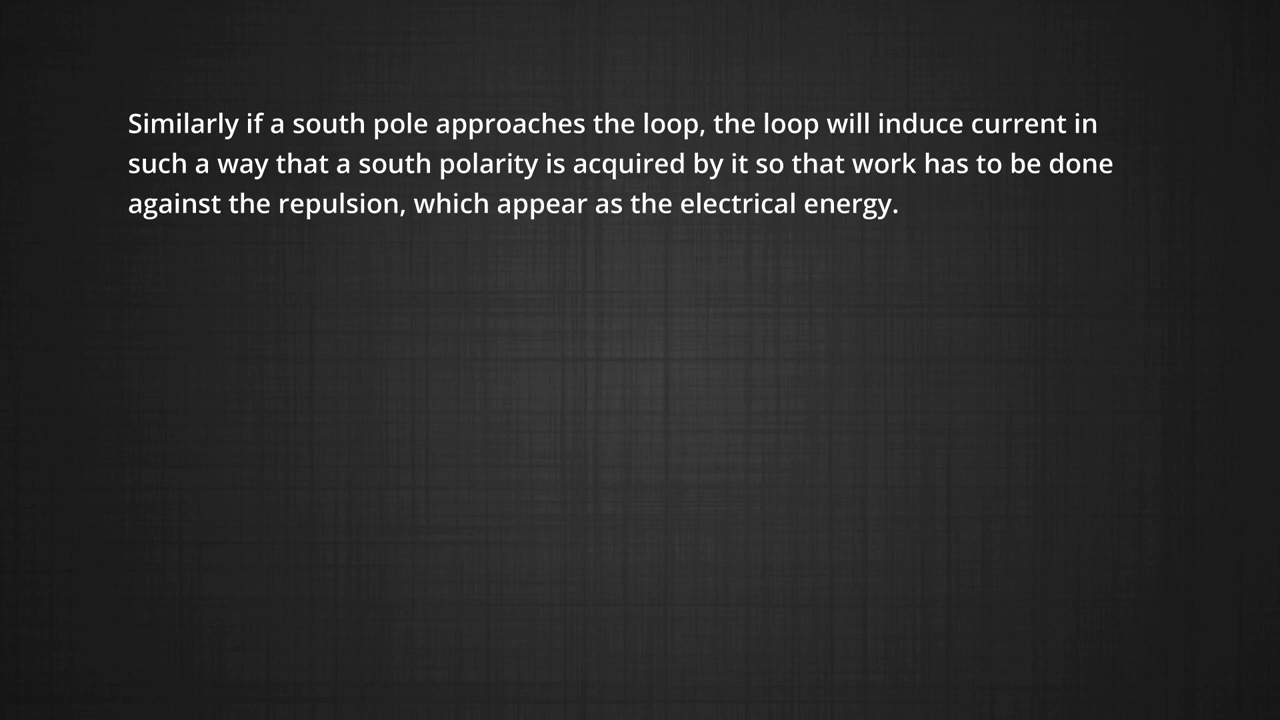 Similarly if a south pole approaches the loop, the loop will induce current in
such a way that a south polarity is acquired by it so that work has to be done
against the repulsion, which appear as the electrical energy.